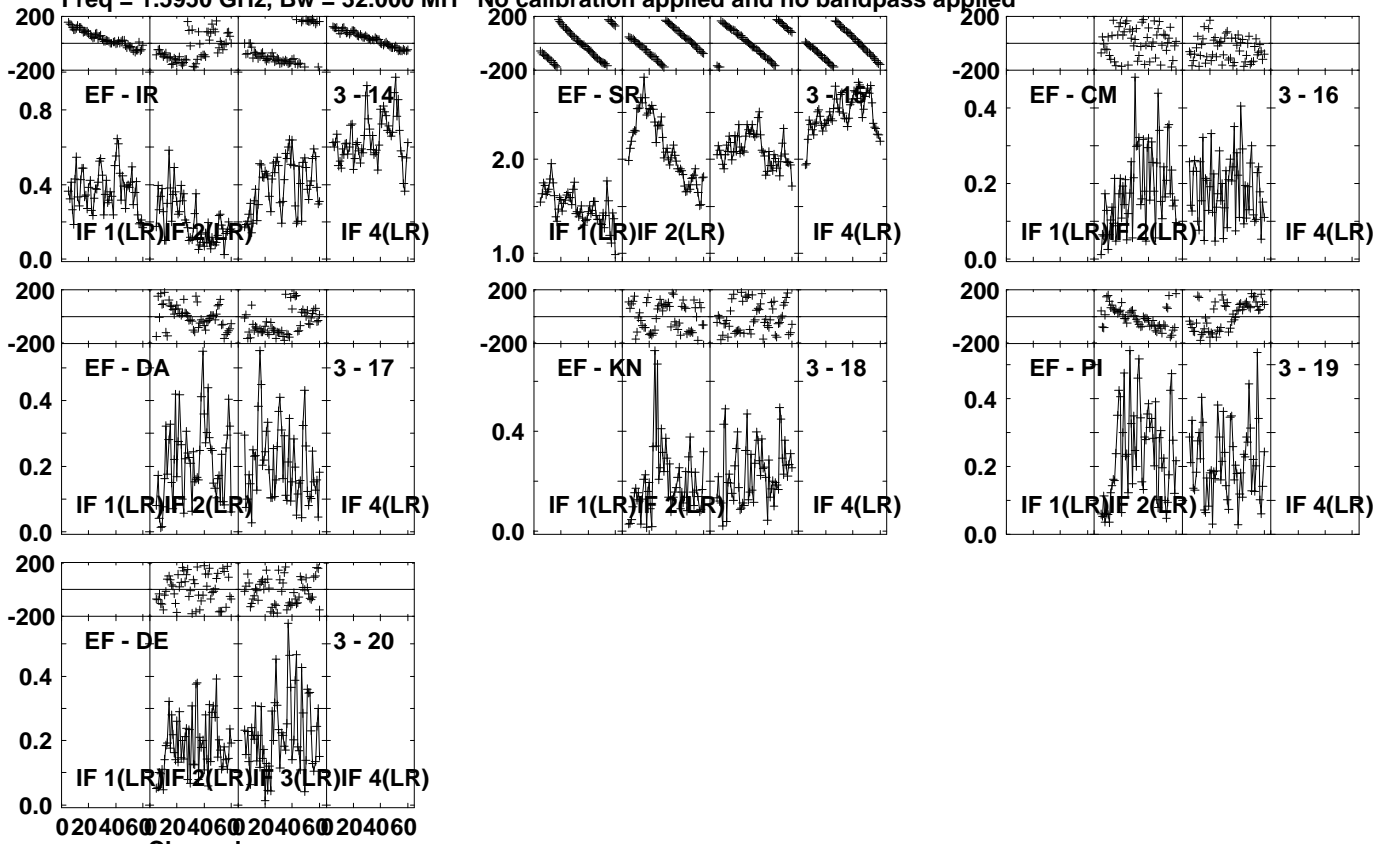 Freq = 1.5950 GHz, Bw = 32.000 MH No calibration applied and no bandpass applied
200 200 200
-200 -200 -200
EF - IR 3 - 14 EF - SR 3 - 15 EF - CM 3 - 16
0.8 0.4
2.0
0.4 0.2
IF 1(LR) IF 2(LR) IF 4(LR) IF 1(LR) IF 2(LR) IF 4(LR) IF 1(LR) IF 2(LR) IF 4(LR)
0.0 1.0 0.0
200 200 200
-200 -200 -200
EF - DA 3 - 17 EF - KN 3 - 18 EF - PI 3 - 19
0.4 0.4 0.4
0.2 0.2
IF 1(LR) IF 2(LR) IF 4(LR) IF 1(LR) IF 2(LR) IF 4(LR) IF 1(LR) IF 2(LR) IF 4(LR)
0.0 0.0 0.0
200
-200
EF - DE 3 - 20
0.4
0.2
IF 1(LR) IF 2(LR) IF 3(LR) IF 4(LR)
0.0
0 20 40 60 0 20 40 60 0 20 40 60 0 20 40 60